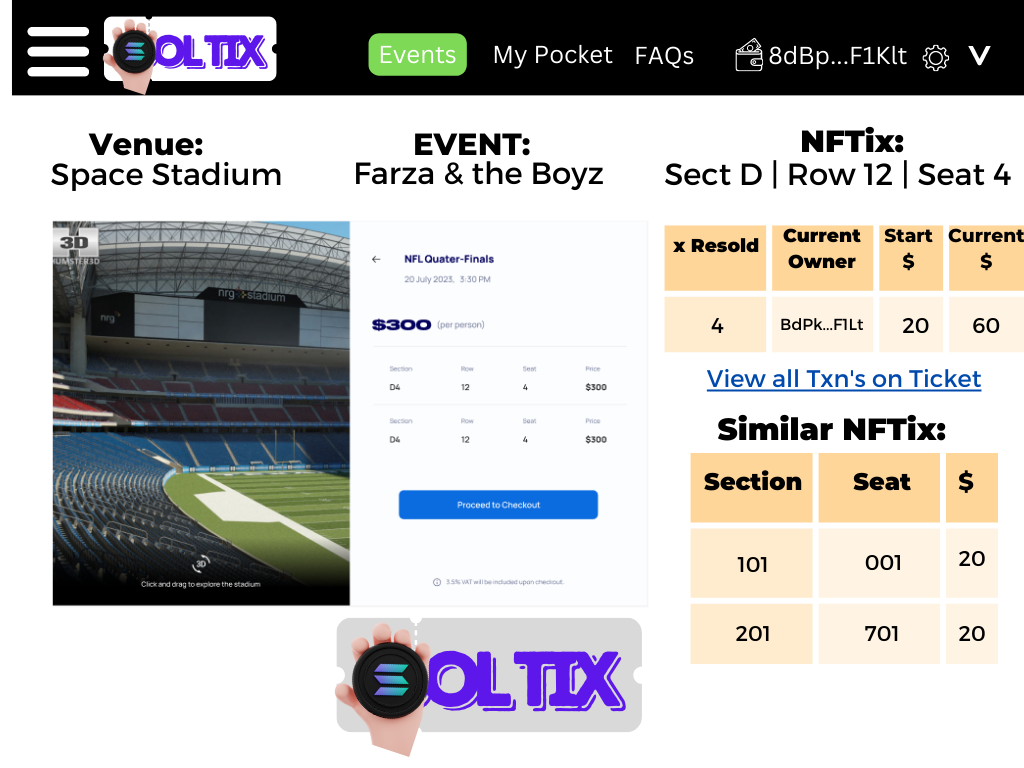 OLTIX
Events
My Pocket
FAQs
8dBp...F1Klt
V
Venue:
Space Stadium
EVENT:
Farza & the Boyz
NFTix:
Sect D | Row 12 | Seat 4
3D
NUMSTER3D
nrg stadium
nrg
3D
Click and drag to explore the stadium
NFL Quater-Finals
20 July 2023, 3:30 PM
$300 (per person)
Section Row Seat Price
D4 12 4 $300
Section Row Seat Price
D4 12 4 $300
Proceed to Checkout
3.5% VAT will be included upon checkout.
x Resold
Current
Owner
Start
$
Current
$
4 BdPk...F1Lt 20 60
View all Txn's on Ticket
Similar NFTix:
Section Seat $
101 001 20
201 701 20
OLTIX